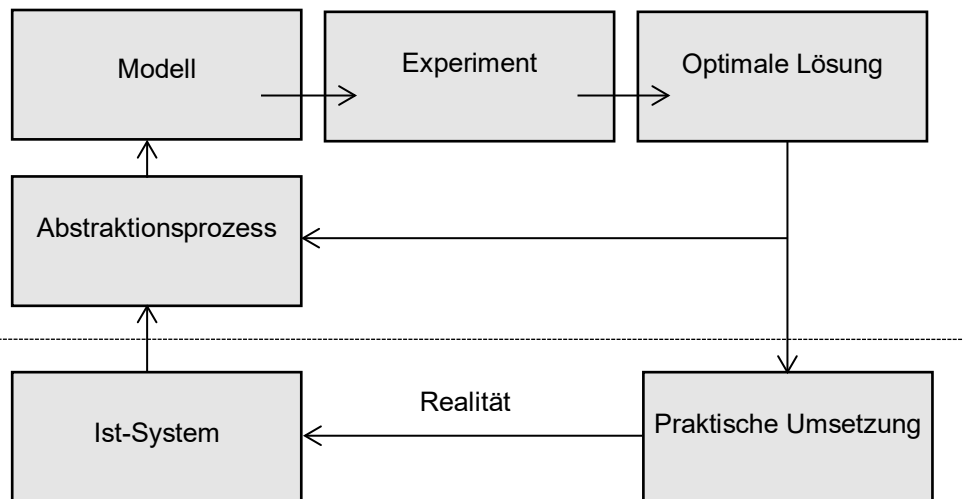 Modell
Experiment
Optimale Lösung
Abstraktionsprozess
Realität
Ist-System
Praktische Umsetzung